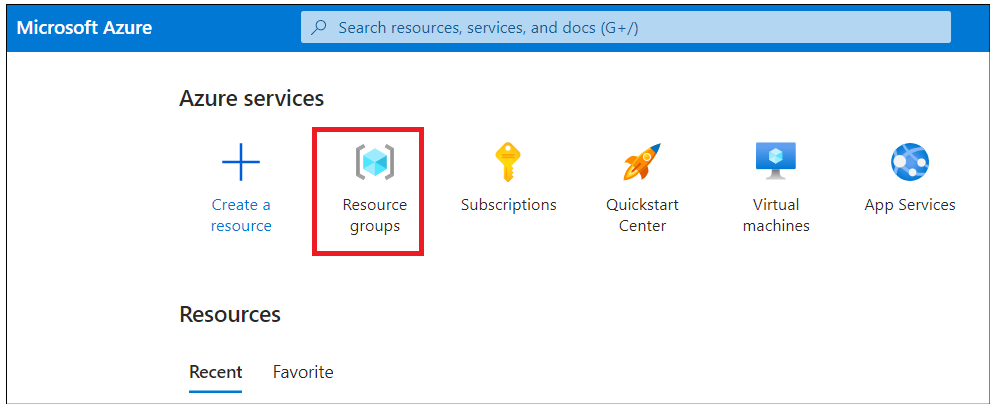 Microsoft Azure
Search resources, services, and docs (G+/)
Azure services
Create a
resource
Resource
groups
Subscriptions
Quickstart
Center
Virtual
machines
App Services
Resources
Recent
Favorite